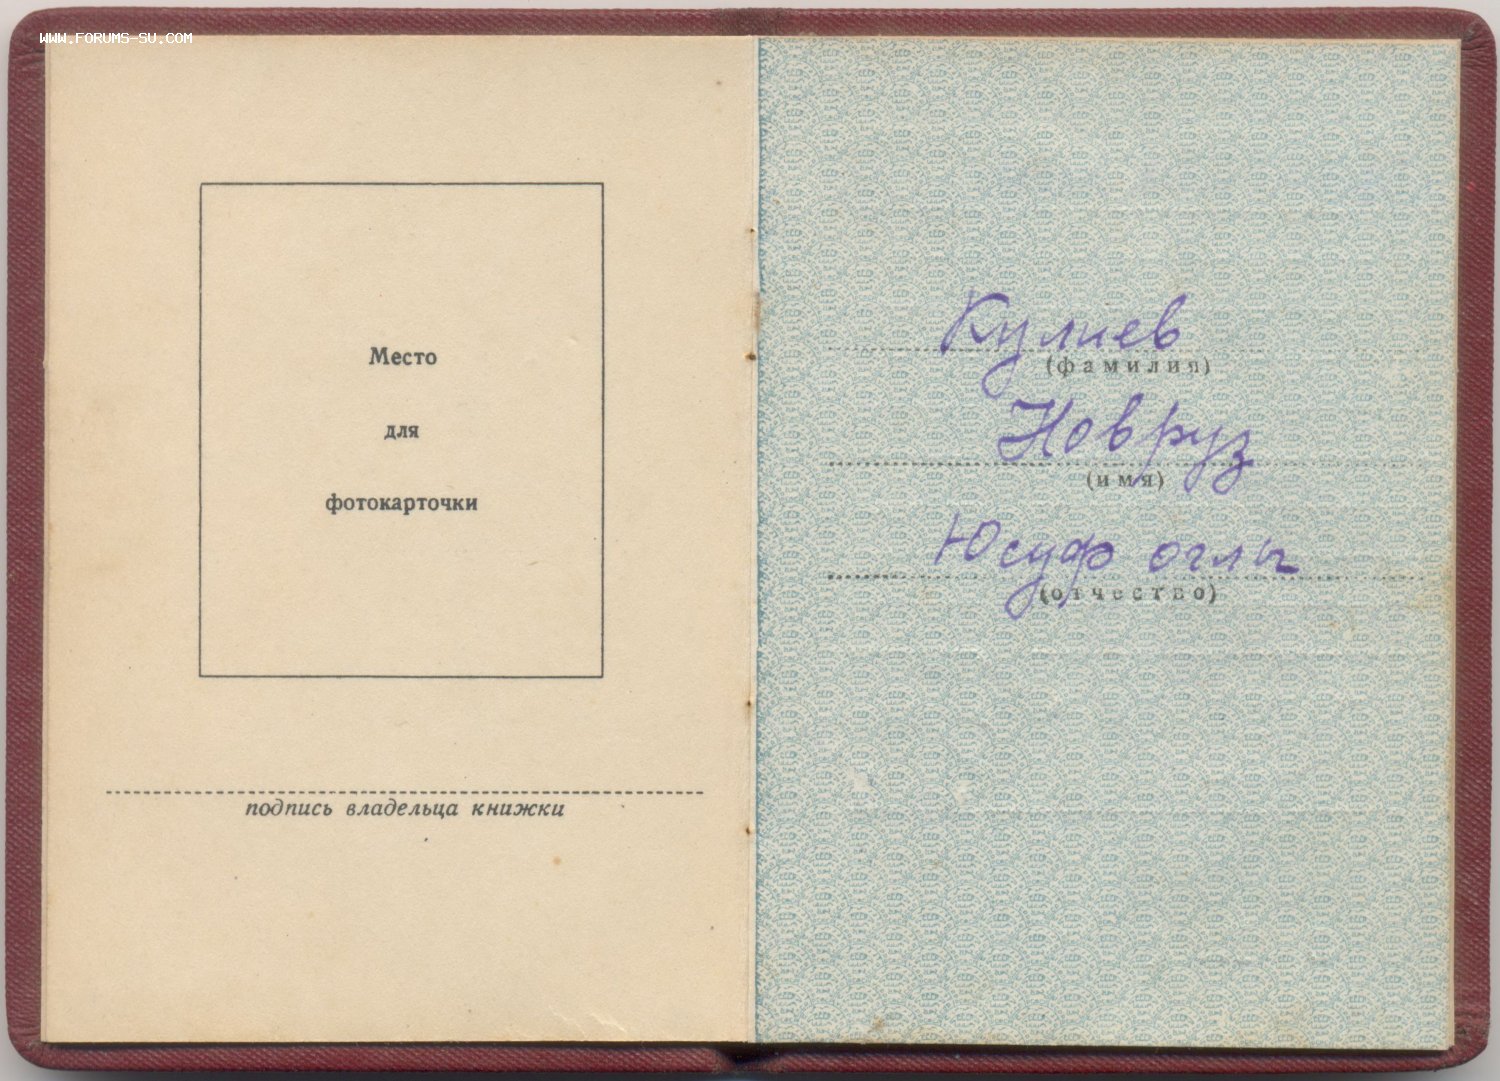 WWW.FORUMS-SU.COM
Место
для
фотокарточки
подпись владельца книжки
Кулиев
(фамилия)
Новруз
(имя)
Юсуф оглы
(отчество)